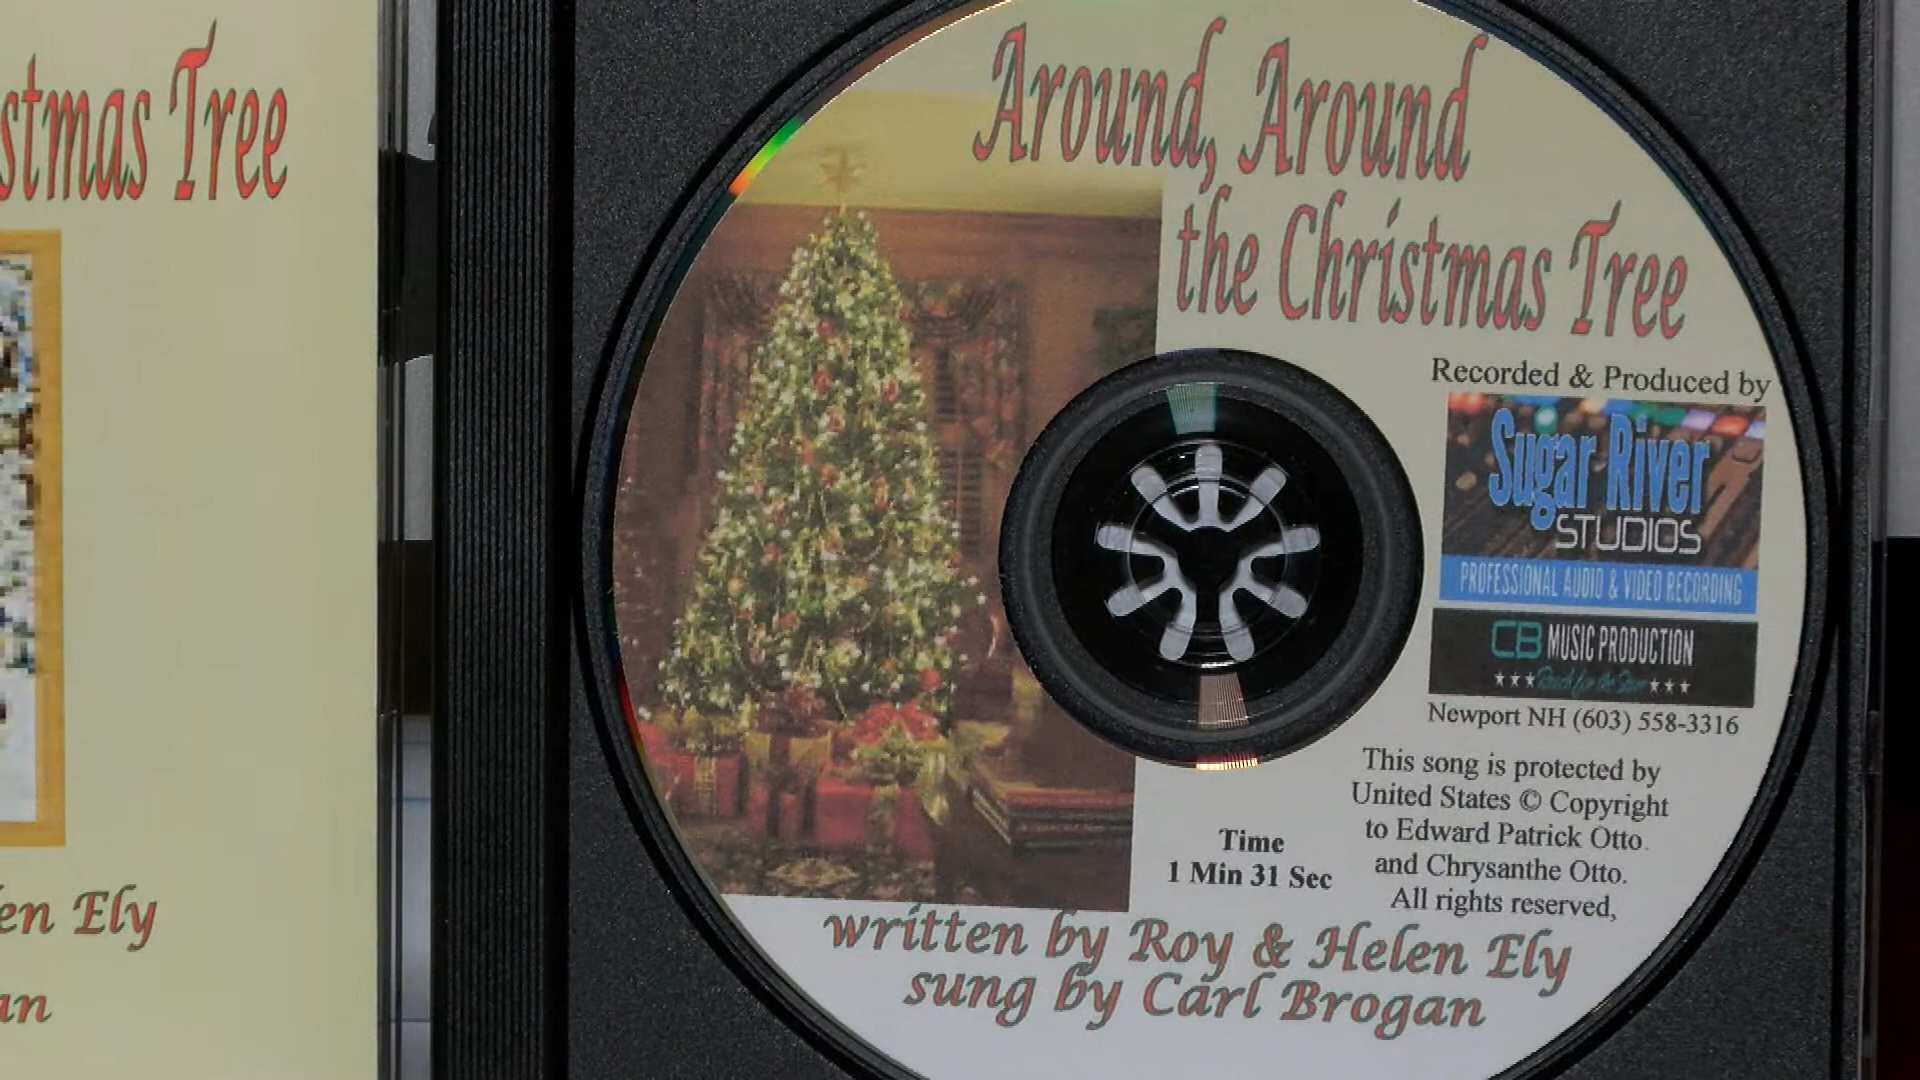 stmas Tree
en Ely
an
Around, Around
the Christmas Tree
Recorded & Produced by
Sugar River
STUDIOS
PROFESSIONAL AUDIO & VIDEO RECORDING
CB MUSIC PRODUCTION
Newport NH (603) 558-3316
This song is protected by
United States © Copyright
to Edward Patrick Otto
and Chrysanthe Otto.
All rights reserved,
Time
1 Min 31 Sec
written by Roy & Helen Ely
sung by Carl Brogan